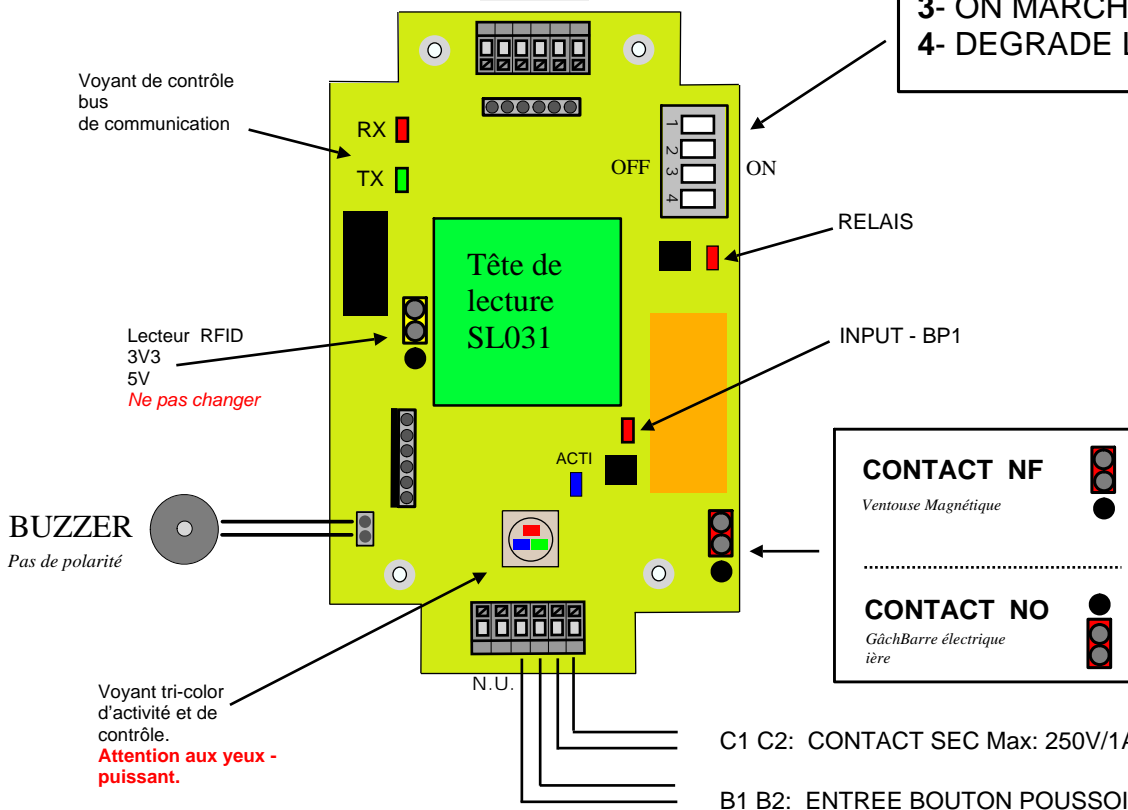 3- ON MARCH
4- DEGRADE L
Voyant de contrôle
bus
de communication
RX
TX
OFF
1
2
3
4
ON
RELAIS
Tête de
lecture
SL031
Lecteur RFID
3V3
5V
Ne pas changer
INPUT - BP1
ACTI
BUZZER
Pas de polarité
CONTACT NF
Ventouse Magnétique
CONTACT NO
GâchBarre électrique
ière
N.U.
Voyant tri-color
d'activité et de
contrôle.
Attention aux yeux -
puissant.
C1 C2: CONTACT SEC Max: 250V/1A
B1 B2: ENTREE BOUTON POUSSOI